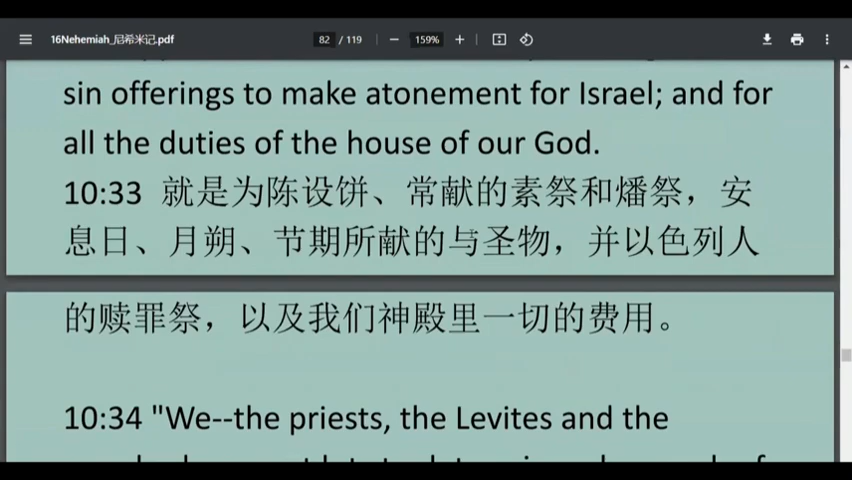 16Nehemiah_尼希米记.pdf
82 / 119
159%
sin offerings to make atonement for Israel; and for
all the duties of the house of our God.
10:33 就是为陈设饼、常献的素祭和燔祭，安
息日、月朔、节期所献的与圣物，并以色列人
的赎罪祭，以及我们神殿里一切的费用。
10:34 "We--the priests, the Levites and the